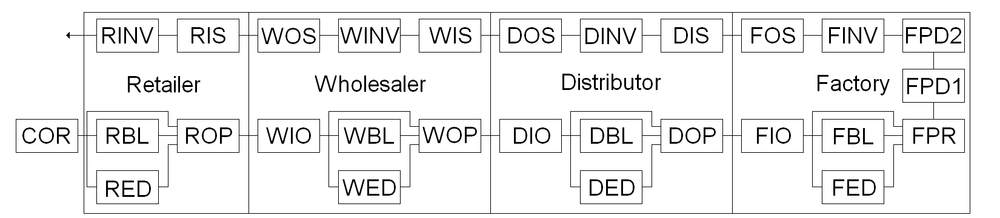 RINV RIS WOS WINV WIS DOS DINV DIS FOS FINV FPD2
Retailer Wholesaler Distributor Factory FPD1
COR RBL ROP WIO WBL WOP DIO DBL DOP FIO FBL FPR
RED WED DED FED